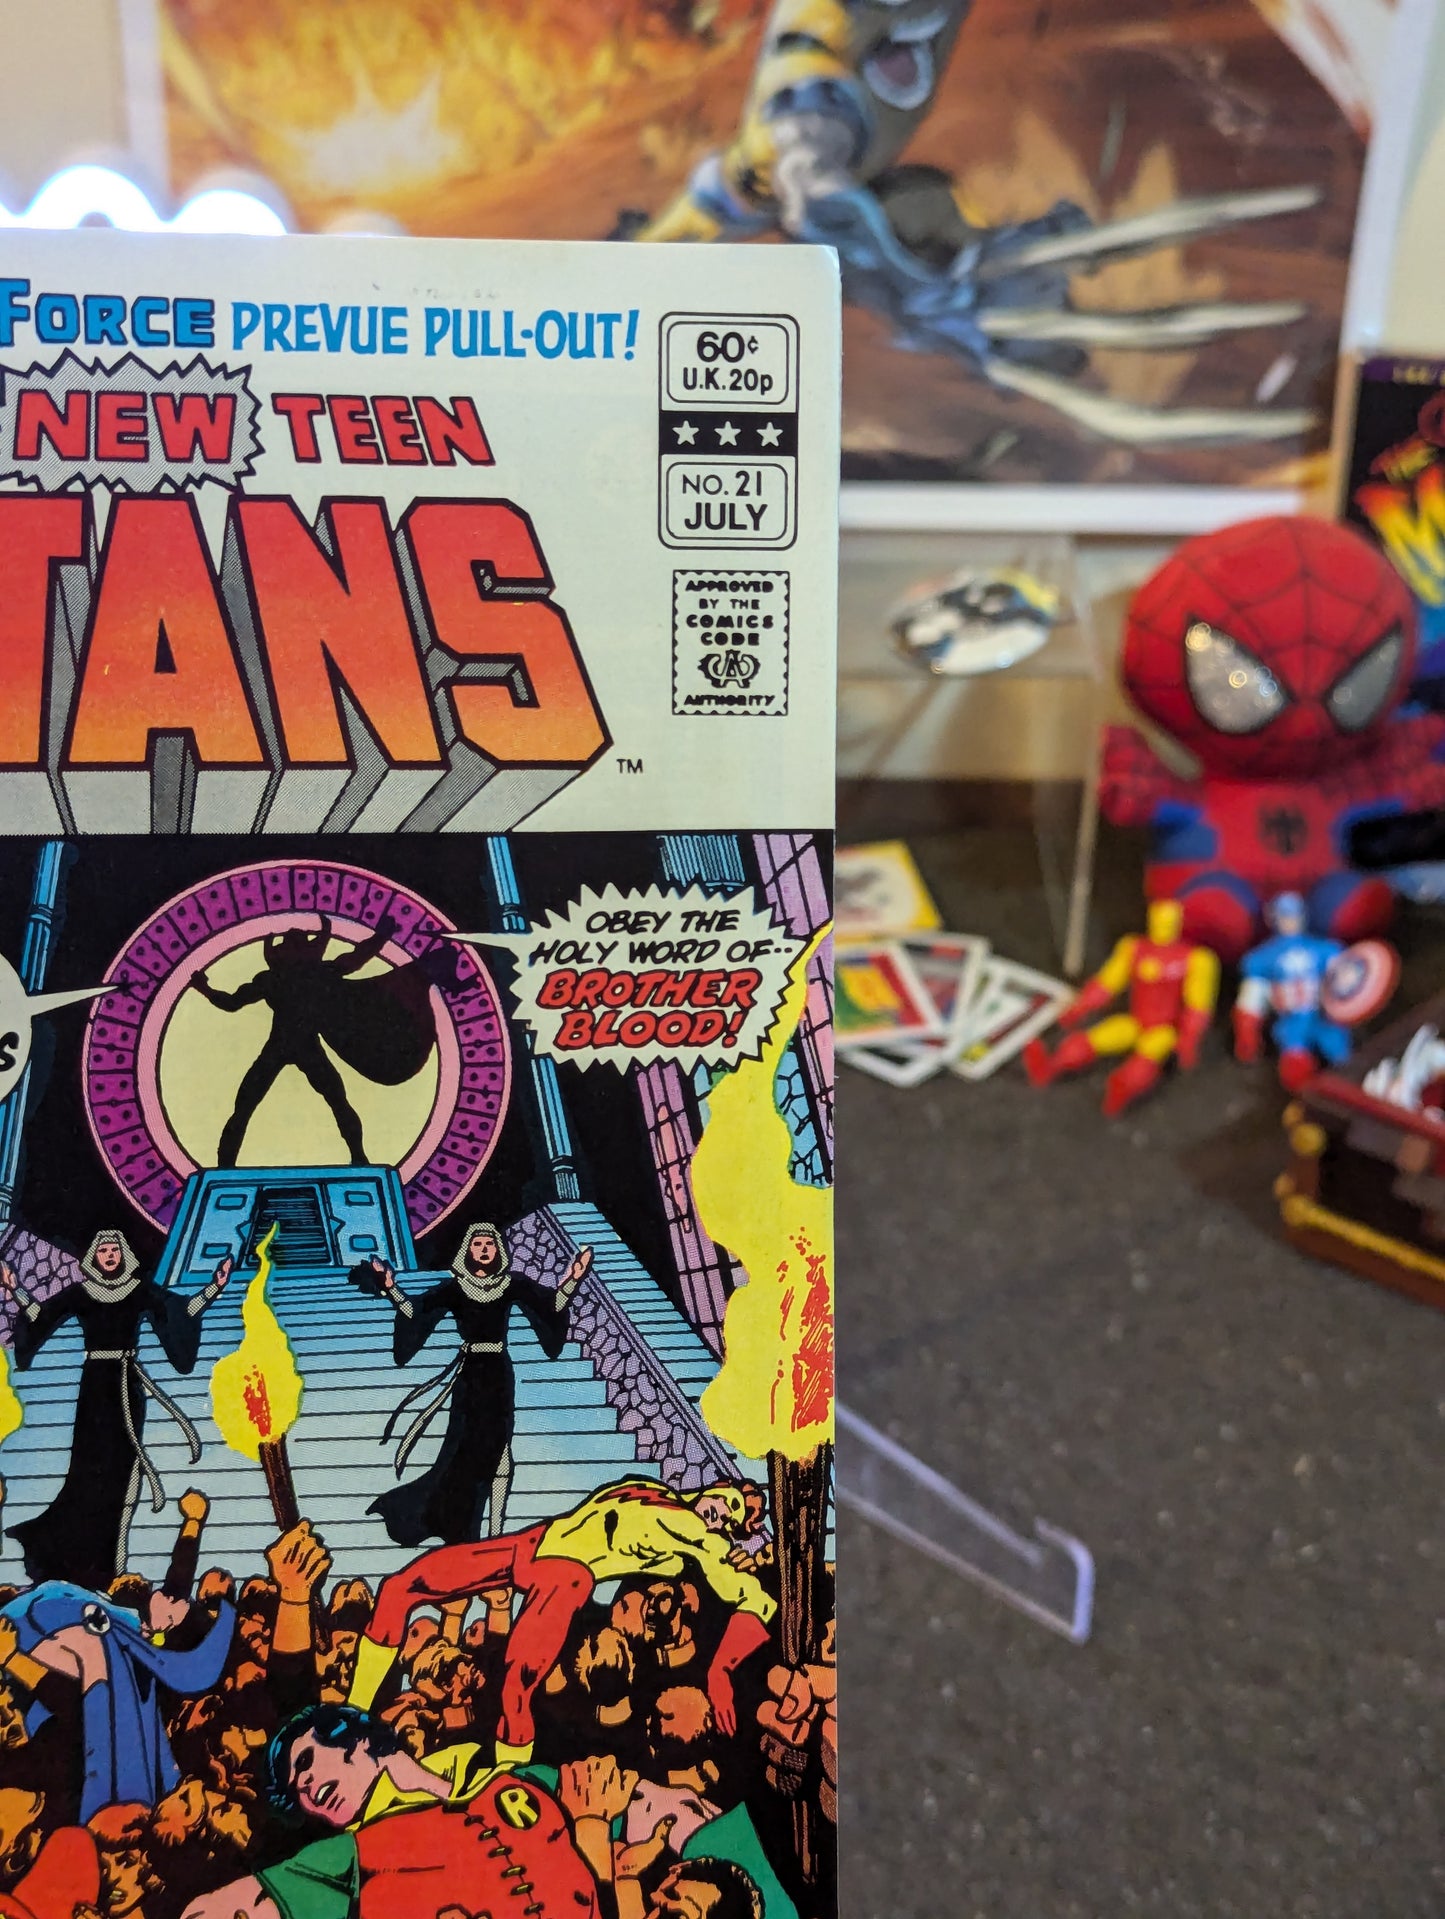 FORCE PREVUE PULL-OUT!
NEW TEEN
TANS
TM
60¢
U.K. 20p
NO. 21
JULY
APPROVED
BY THE
COMICS
CODE
AUTHORITY
OBEY THE
HOLY WORD OF--
BROTHER
BLOOD!
S
R